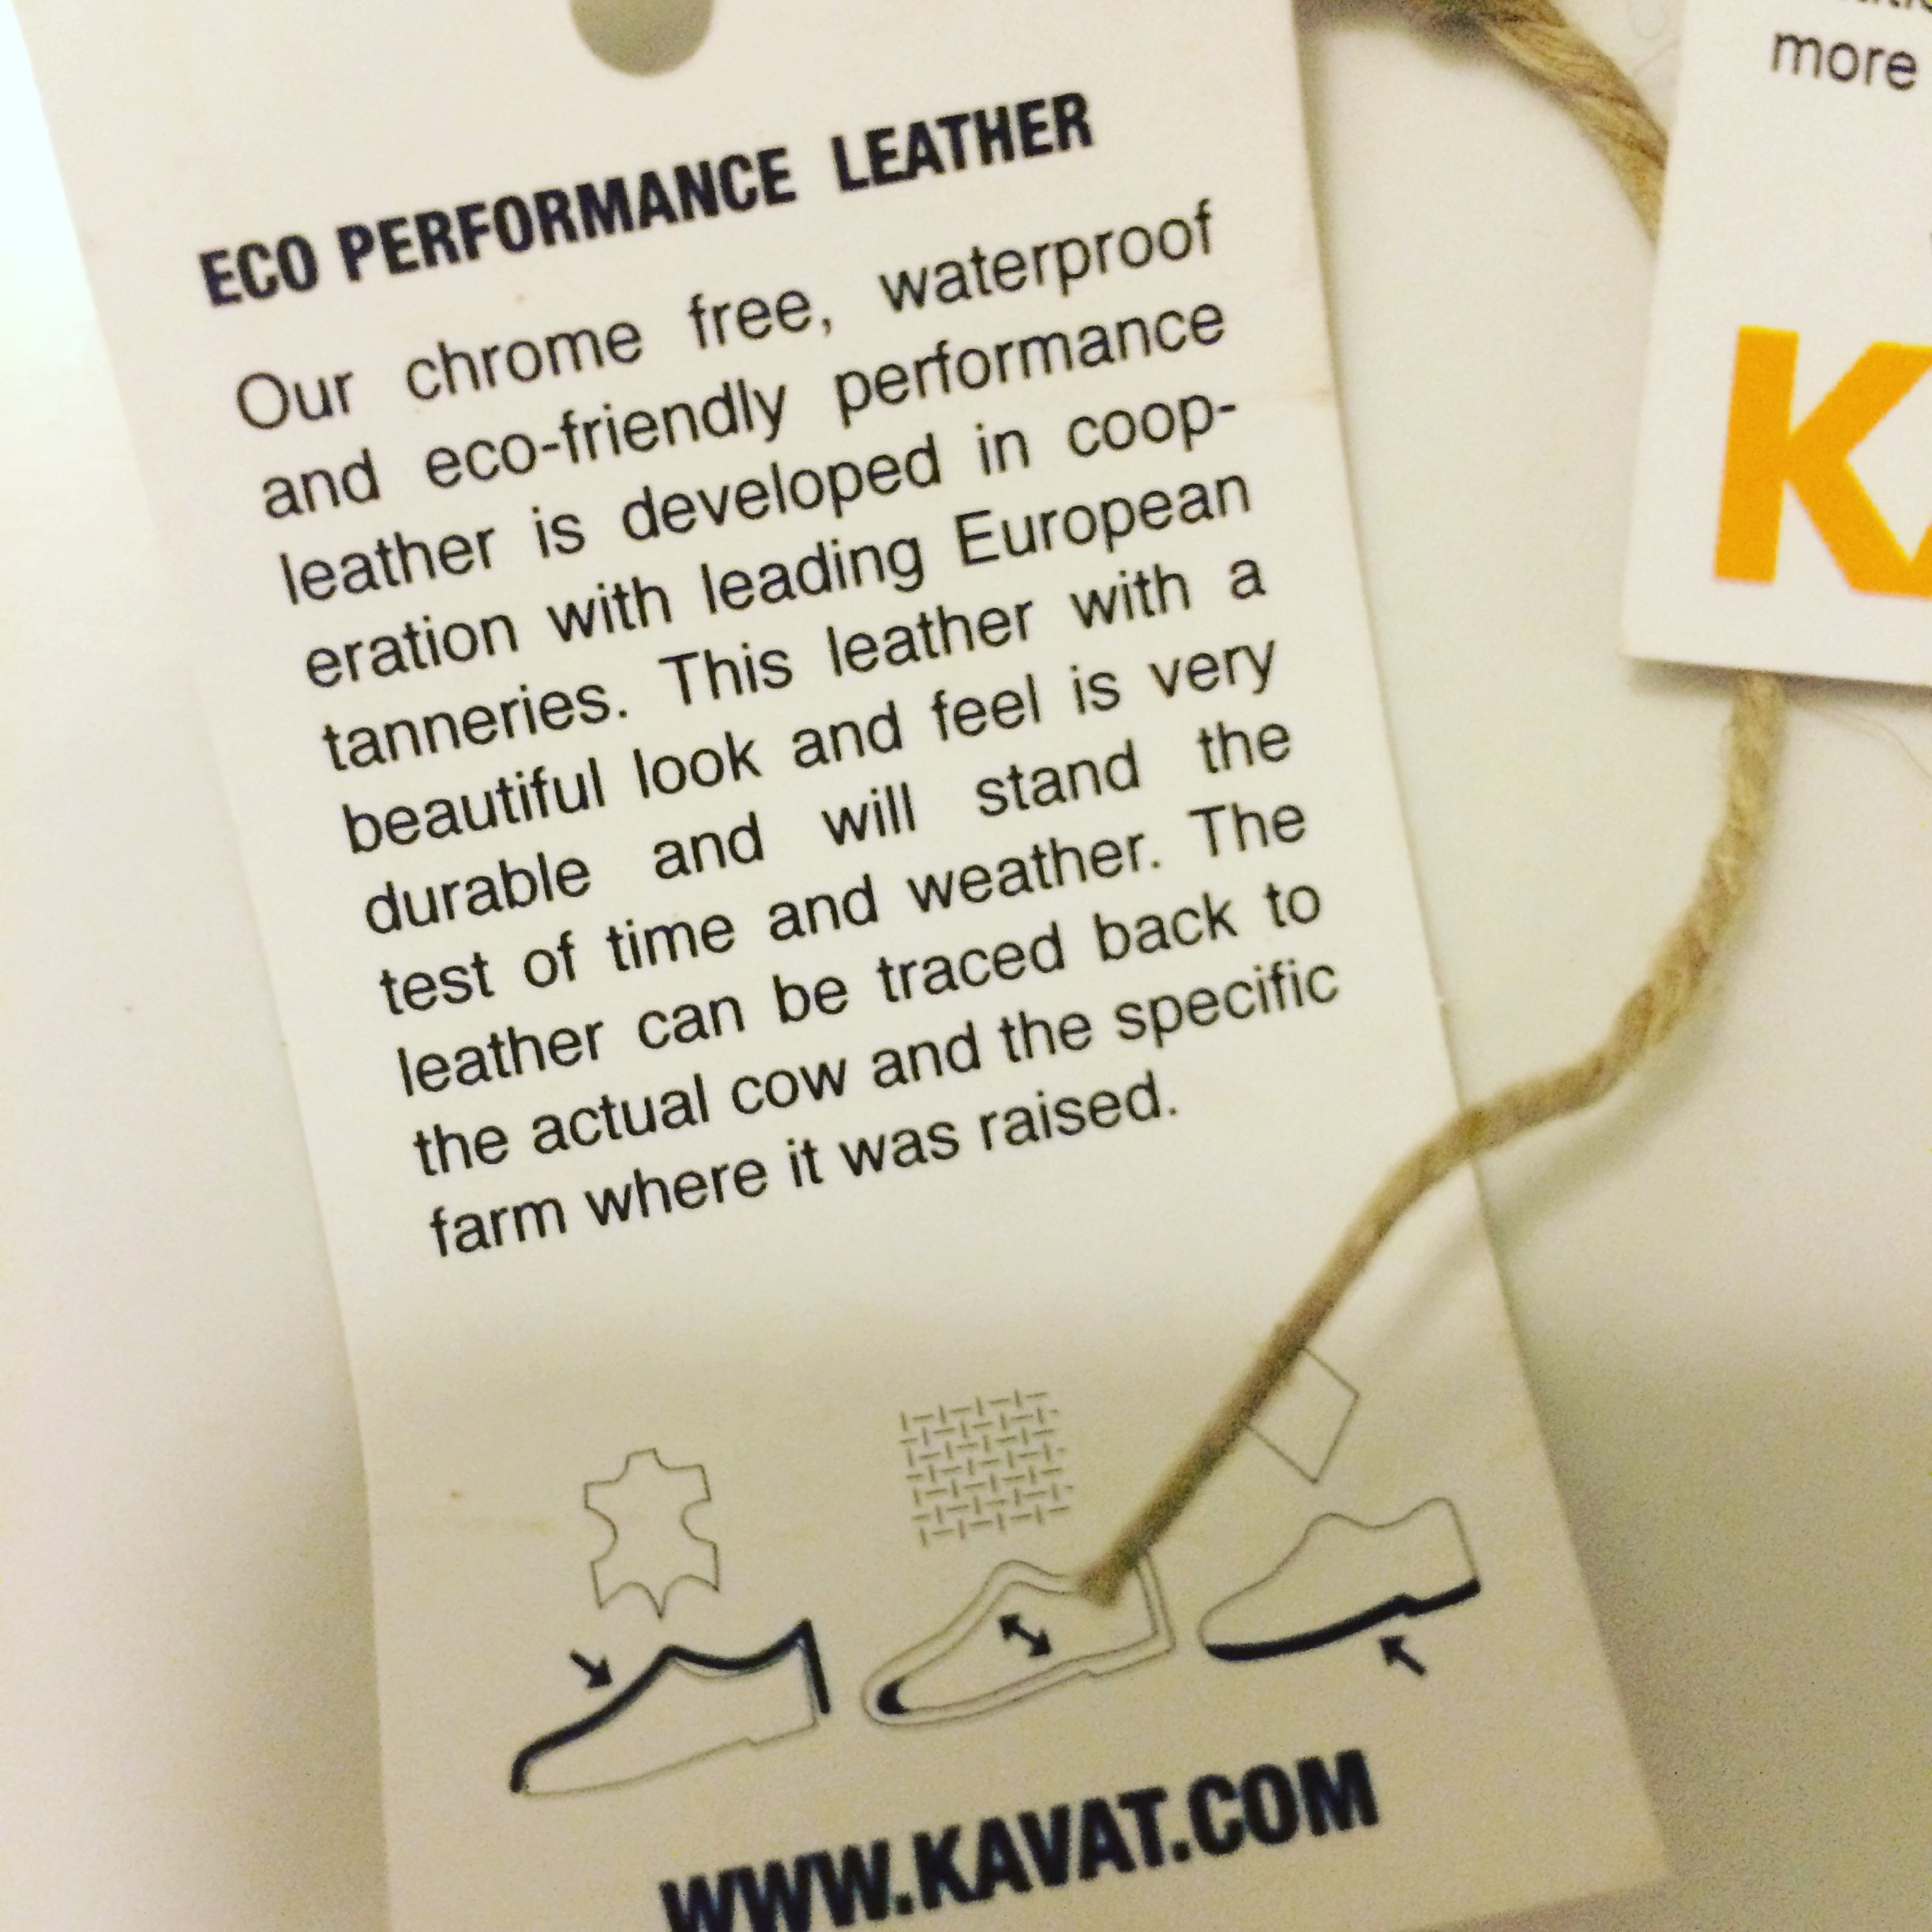 ECO PERFORMANCE LEATHER
Our chrome free, waterproof
and eco-friendly performance
leather is developed in coop-
eration with leading European
tanneries. This leather with a
beautiful look and feel is very
durable and will stand the
test of time and weather. The
leather can be traced back to
the actual cow and the specific
farm where it was raised.
WWW.KAVAT.COM
more